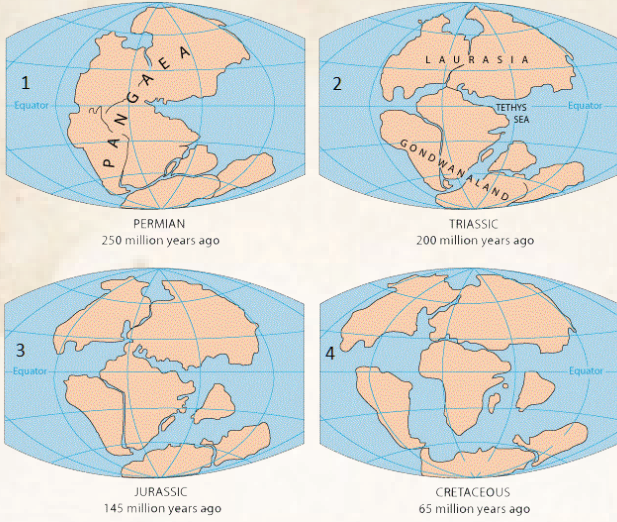 1
PANGAEA
Equator
PERMIAN
250 million years ago
2
LAURASIA
TETHYS
SEA
GONDWANALAND
Equator
TRIASSIC
200 million years ago
3
Equator
JURASSIC
145 million years ago
4
Equator
CRETACEOUS
65 million years ago